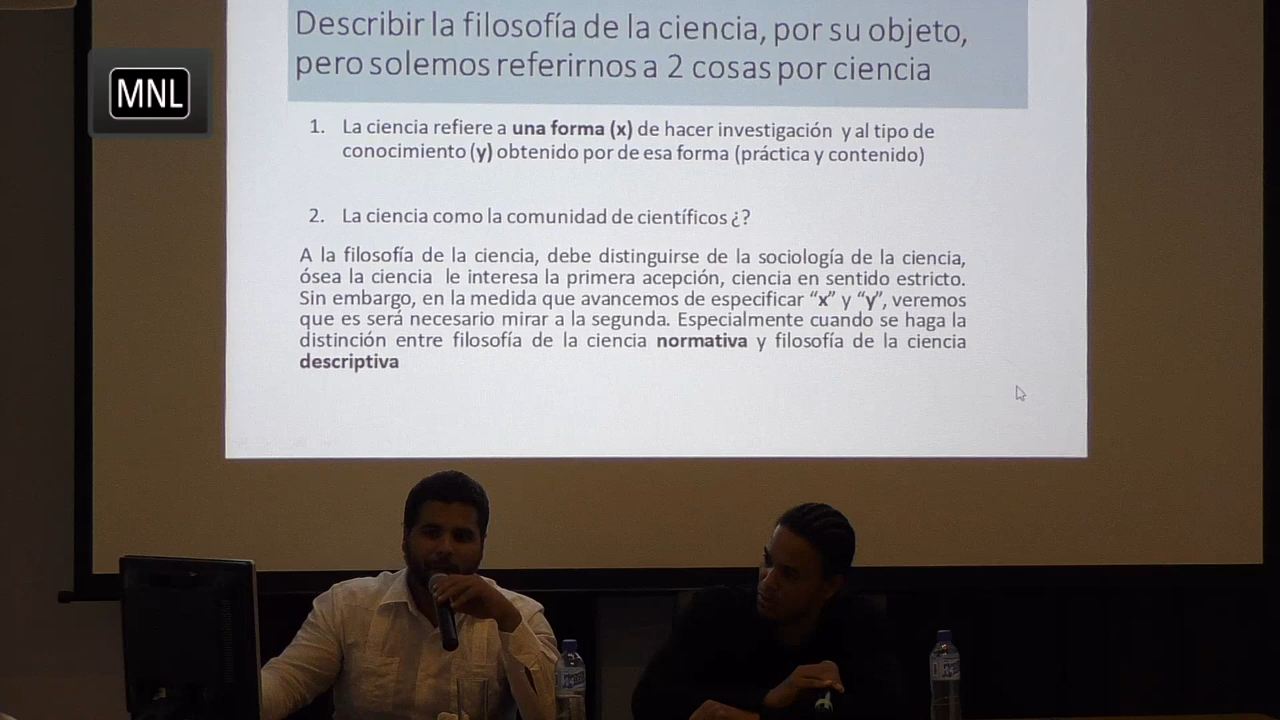 Describir la filosofía de la ciencia, por su objeto,
pero solemos referirnos a 2 cosas por ciencia
MNL
1. La ciencia refiere a una forma (x) de hacer investigación y al tipo de
conocimiento (y) obtenido por de esa forma (práctica y contenido)
2. La ciencia como la comunidad de científicos ¿?
A la filosofía de la ciencia, debe distinguirse de la sociología de la ciencia,
ósea la ciencia le interesa la primera acepción, ciencia en sentido estricto.
Sin embargo, en la medida que avancemos de especificar “x” y “y”, veremos
que es será necesario mirar a la segunda. Especialmente cuando se haga la
distinción entre filosofía de la ciencia normativa y filosofía de la ciencia
descriptiva